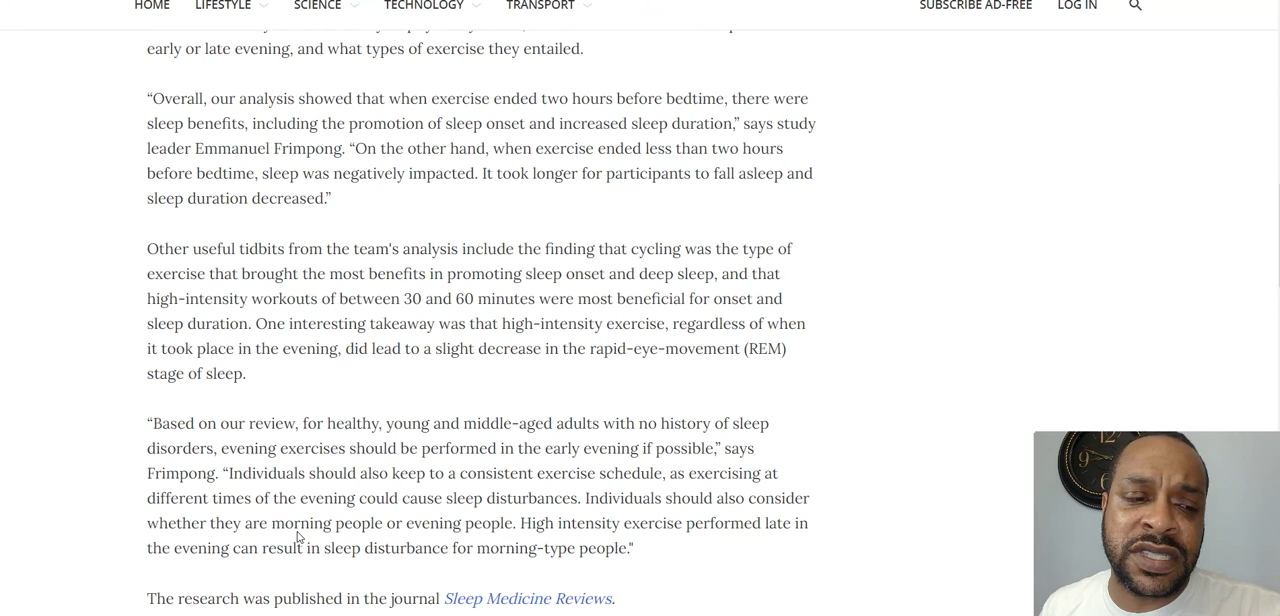 HOME LIFESTYLE SCIENCE TECHNOLOGY TRANSPORT SUBSCRIBE AD-FREE LOG IN
early or late evening, and what types of exercise they entailed.
“Overall, our analysis showed that when exercise ended two hours before bedtime, there were
sleep benefits, including the promotion of sleep onset and increased sleep duration,” says study
leader Emmanuel Frimpong. “On the other hand, when exercise ended less than two hours
before bedtime, sleep was negatively impacted. It took longer for participants to fall asleep and
sleep duration decreased.”
Other useful tidbits from the team's analysis include the finding that cycling was the type of
exercise that brought the most benefits in promoting sleep onset and deep sleep, and that
high-intensity workouts of between 30 and 60 minutes were most beneficial for onset and
sleep duration. One interesting takeaway was that high-intensity exercise, regardless of when
it took place in the evening, did lead to a slight decrease in the rapid-eye-movement (REM)
stage of sleep.
“Based on our review, for healthy, young and middle-aged adults with no history of sleep
disorders, evening exercises should be performed in the early evening if possible,” says
Frimpong. “Individuals should also keep to a consistent exercise schedule, as exercising at
different times of the evening could cause sleep disturbances. Individuals should also consider
whether they are morning people or evening people. High intensity exercise performed late in
the evening can result in sleep disturbance for morning-type people."
The research was published in the journal Sleep Medicine Reviews.
12
9
6